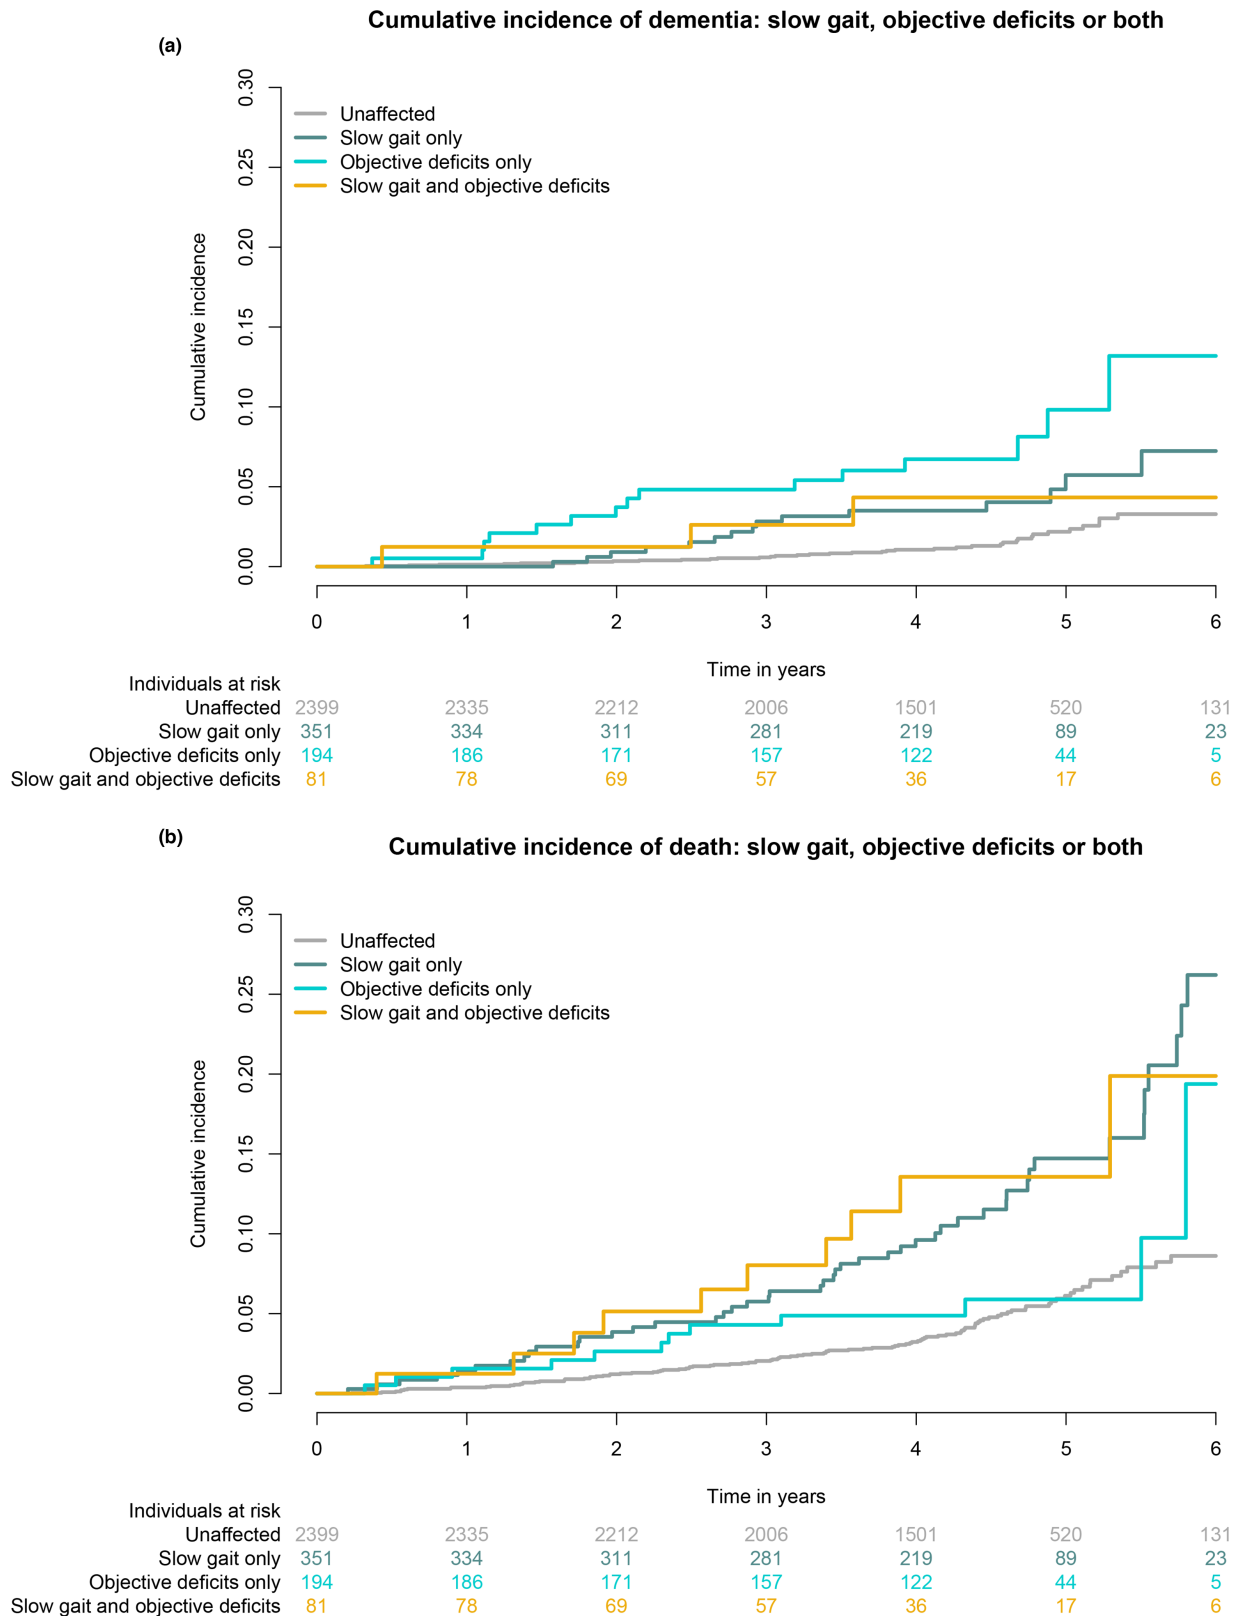 Cumulative incidence of dementia: slow gait, objective deficits or both
(a)
0.30
0.25
0.20
0.15
0.10
0.05
0.00
Cumulative incidence
Unaffected
Slow gait only
Objective deficits only
Slow gait and objective deficits
0 1 2 3 4 5 6
Time in years
Individuals at risk
Unaffected 2399 2335 2212 2006 1501 520 131
Slow gait only 351 334 311 281 219 89 23
Objective deficits only 194 186 171 157 122 44 5
Slow gait and objective deficits 81 78 69 57 36 17 6
(b)
Cumulative incidence of death: slow gait, objective deficits or both
0.30
0.25
0.20
0.15
0.10
0.05
0.00
Cumulative incidence
Unaffected
Slow gait only
Objective deficits only
Slow gait and objective deficits
0 1 2 3 4 5 6
Time in years
Individuals at risk
Unaffected 2399 2335 2212 2006 1501 520 131
Slow gait only 351 334 311 281 219 89 23
Objective deficits only 194 186 171 157 122 44 5
Slow gait and objective deficits 81 78 69 57 36 17 6